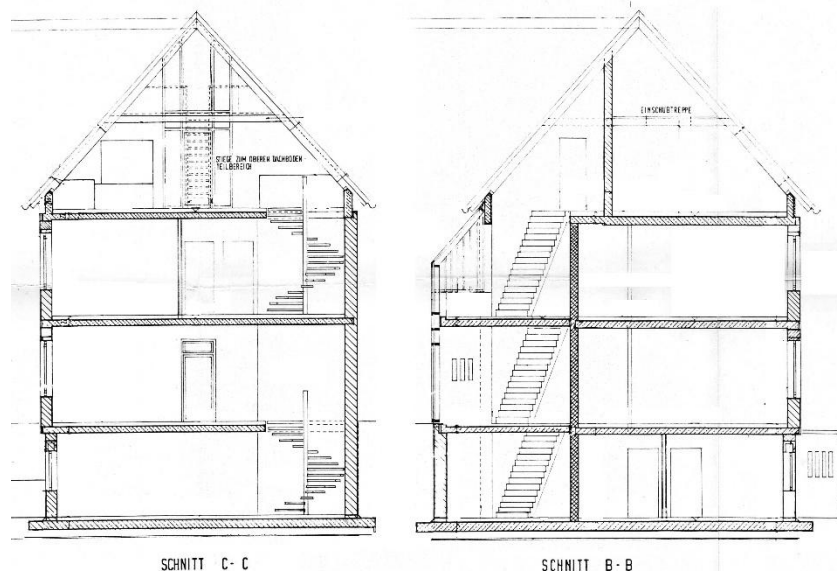 STIEGE ZUM OBEREN DACHBODEN-
TEILBEREICH
EINSCHUBTREPPE
SCHNITT C-C
SCHNITT B-B